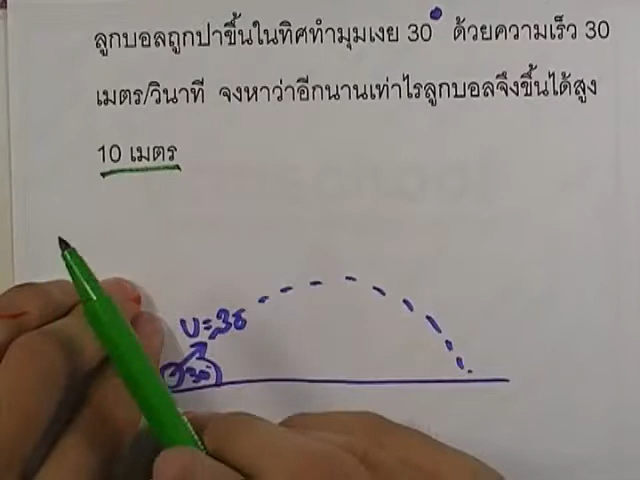 ลูกบอลถูกปาขึ้นในทิศทำมุมเงย 30° ด้วยความเร็ว 30
เมตร/วินาที จงหาว่าอีกนานเท่าไรลูกบอลจึงขึ้นได้สูง
10 เมตร
u=30
30